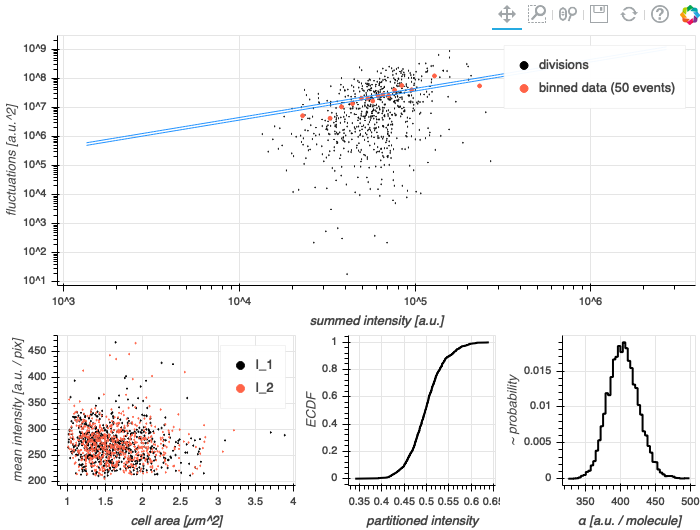 10^9
10^8
10^7
10^6
10^5
10^4
10^3
10^2
10^1
fluctuations [a.u.^2]
divisions
binned data (50 events)
10^3 10^4 10^5 10^6
summed intensity [a.u.]
450
400
350
300
250
200
mean intensity [a.u. / pix]
I_1
I_2
1 1.5 2 2.5 3 3.5 4
cell area [µm^2]
1
0.8
0.6
0.4
0.2
0
ECDF
0.35 0.45 0.45 0.55 0.55 0.65
partitioned intensity
0.015
0.01
0.005
0
~ probability
350 400 450 500
α [a.u. / molecule]